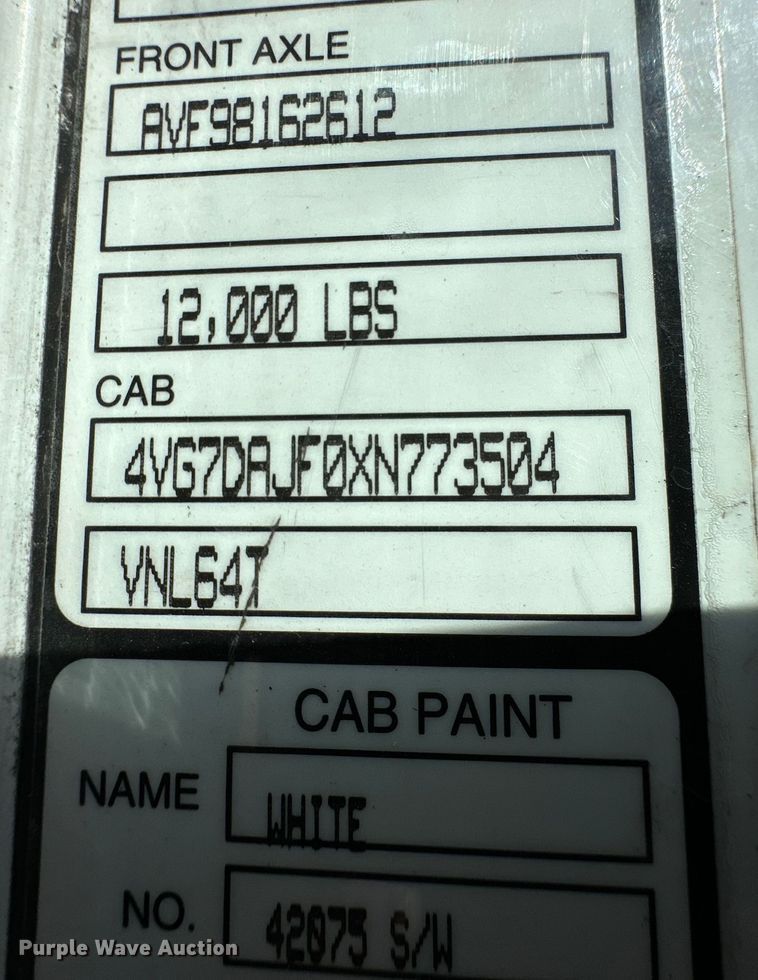 FRONT AXLE
AVF98162612
12,000 LBS
CAB
4VG7DAJF0XN773504
VNL64T
CAB PAINT
NAME WHITE
NO. 42075 S/W
Purple Wave Auction